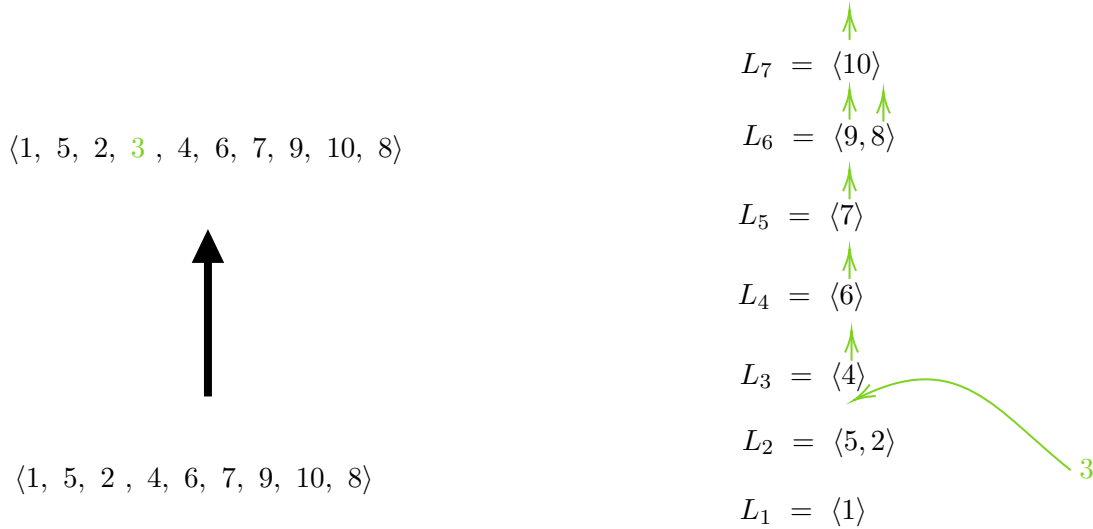 ⟨1, 5, 2, 3 , 4, 6, 7, 9, 10, 8⟩
⟨1, 5, 2 , 4, 6, 7, 9, 10, 8⟩
L₇ = ⟨10⟩
L₆ = ⟨9, 8⟩
L₅ = ⟨7⟩
L₄ = ⟨6⟩
L₃ = ⟨4⟩
L₂ = ⟨5, 2⟩
3
L₁ = ⟨1⟩